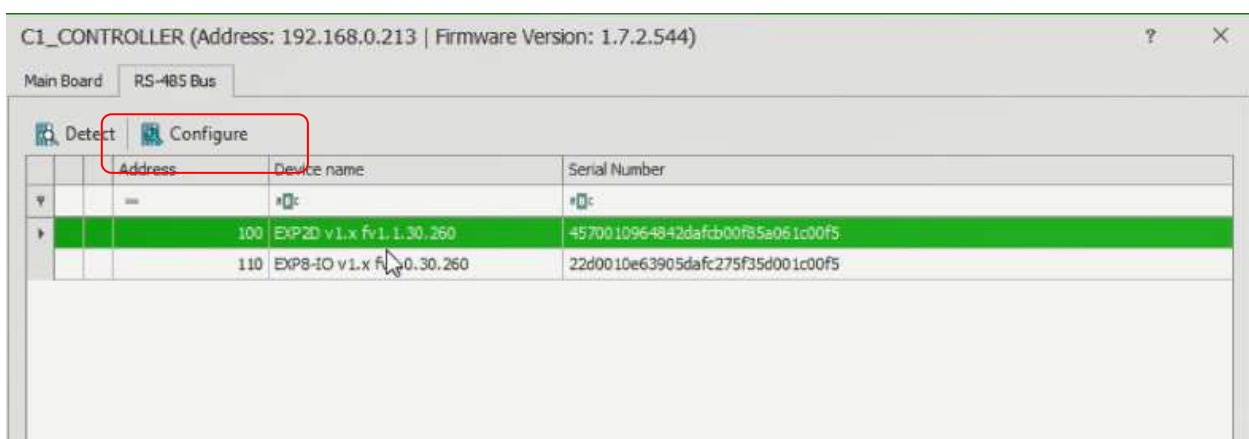 C1_CONTROLLER (Address: 192.168.0.213 | Firmware Version: 1.7.2.544) ?
Main Board RS-485 Bus
Detect Configure
Address Device name Serial Number
=
100 EXP2D v1.x fv1.1.30.260 4570010964842dafcb00f85a061c00f5
110 EXP8-IO v1.x 0.30.260 22d0010e63905dafc275f35d001c00f5